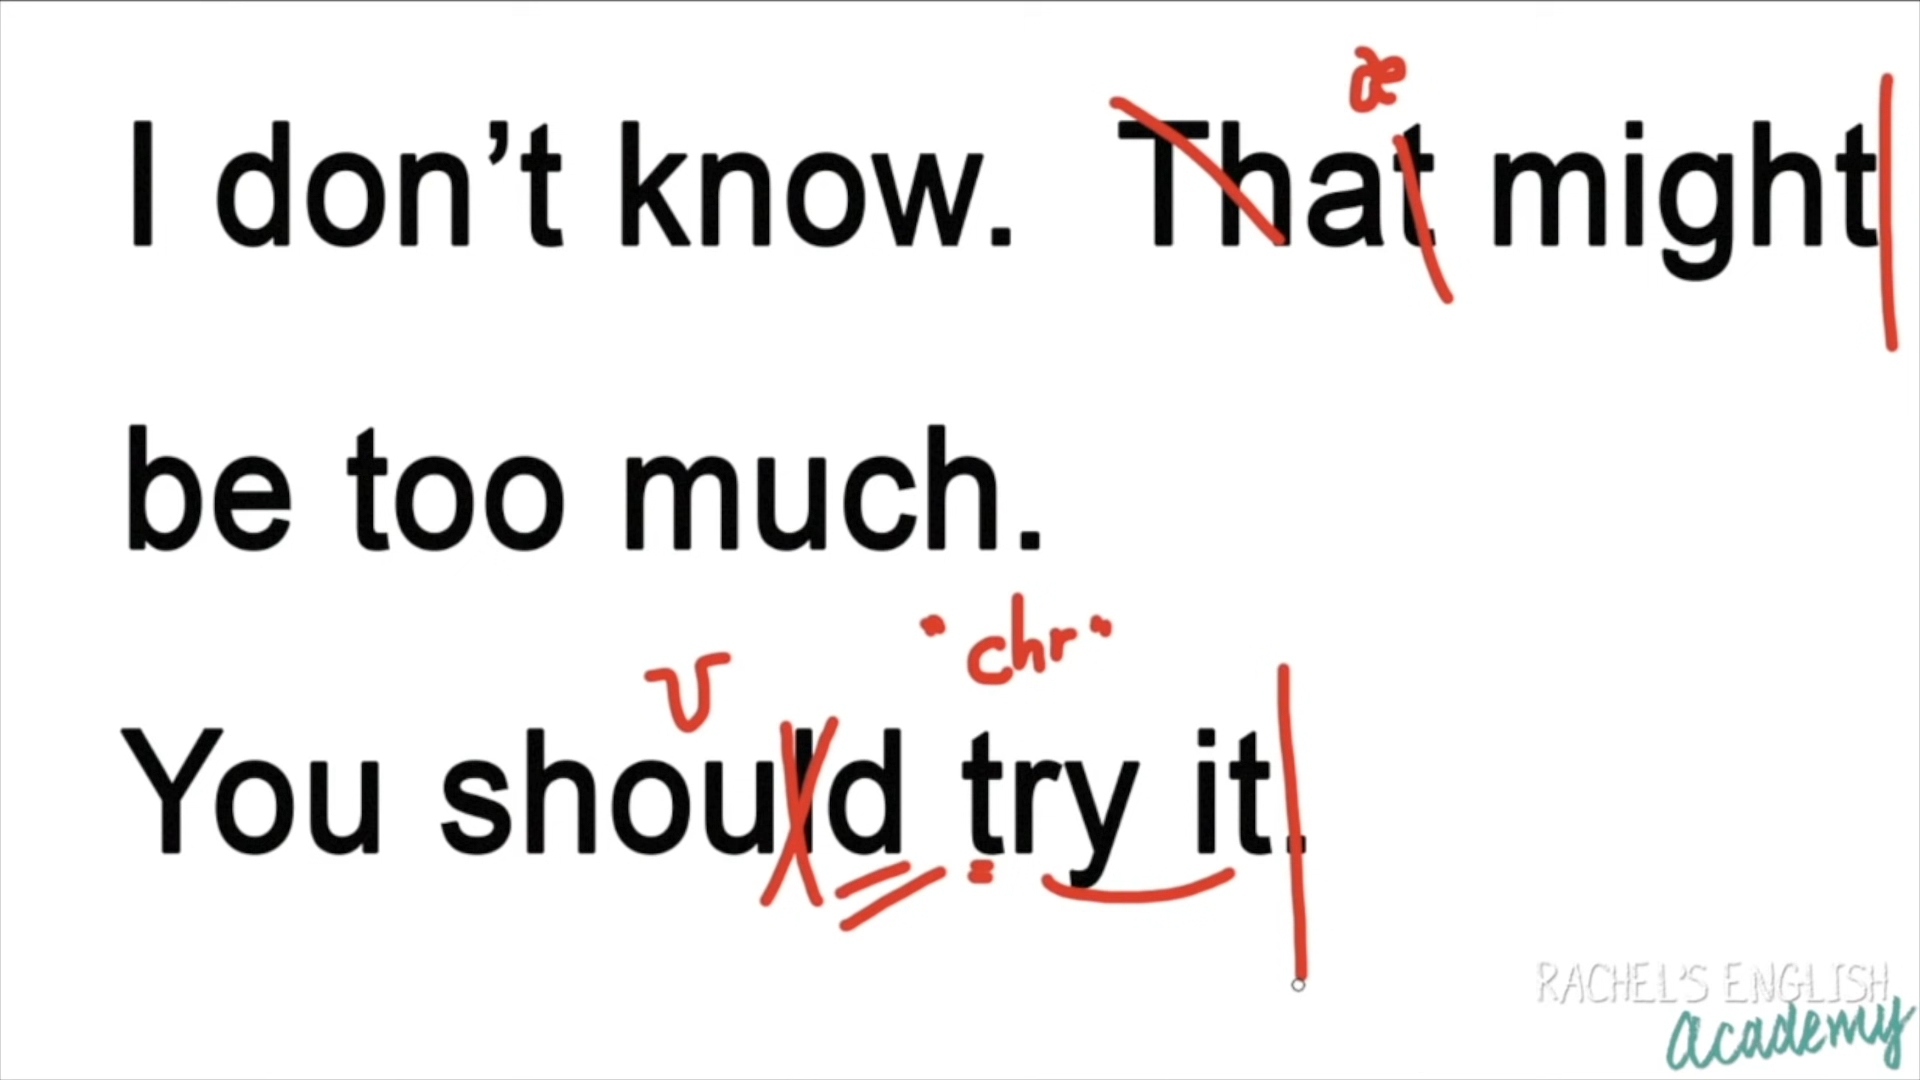 æ
I don't know. That might
be too much.
"chr"
ʊ
You should try it.
RACHEL'S ENGLISH
academy